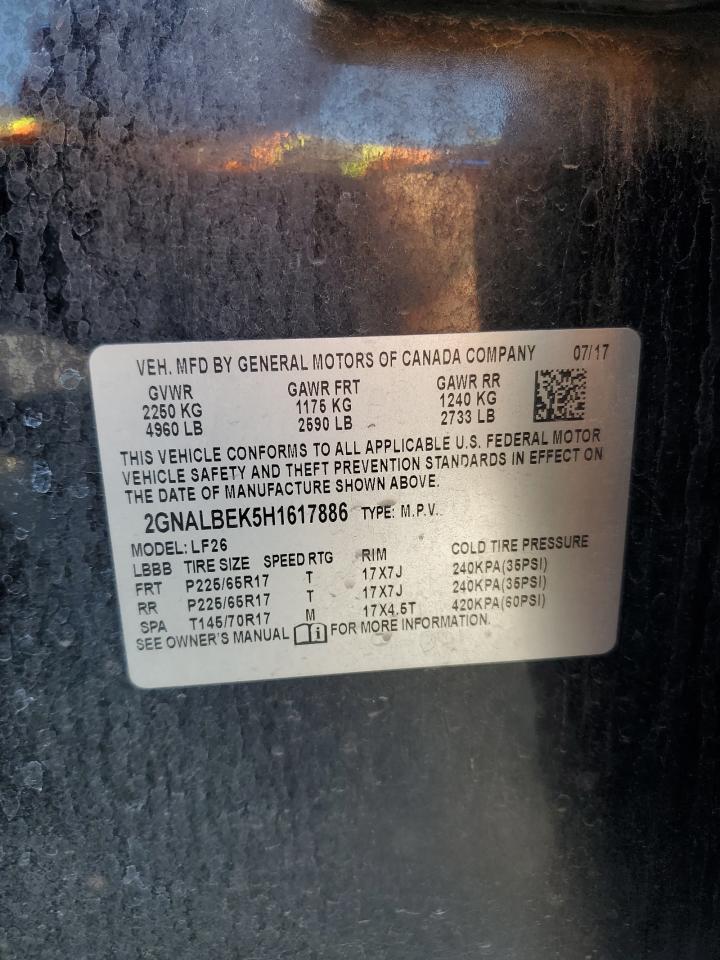 VEH. MFD BY GENERAL MOTORS OF CANADA COMPANY 07/17
GVWR GAWR FRT GAWR RR
2250 KG 1175 KG 1240 KG
4960 LB 2590 LB 2733 LB
THIS VEHICLE CONFORMS TO ALL APPLICABLE U.S. FEDERAL MOTOR
VEHICLE SAFETY AND THEFT PREVENTION STANDARDS IN EFFECT ON
THE DATE OF MANUFACTURE SHOWN ABOVE.
2GNALBEK5H1617886 TYPE: M.P.V.
MODEL: LF26
LBBB TIRE SIZE SPEED RTG RIM COLD TIRE PRESSURE
FRT P225/65R17 T 17X7J 240KPA(35PSI)
RR P225/65R17 T 17X7J 240KPA(35PSI)
SPA T145/70R17 M 17X4.5T 420KPA(60PSI)
SEE OWNER'S MANUAL FOR MORE INFORMATION.